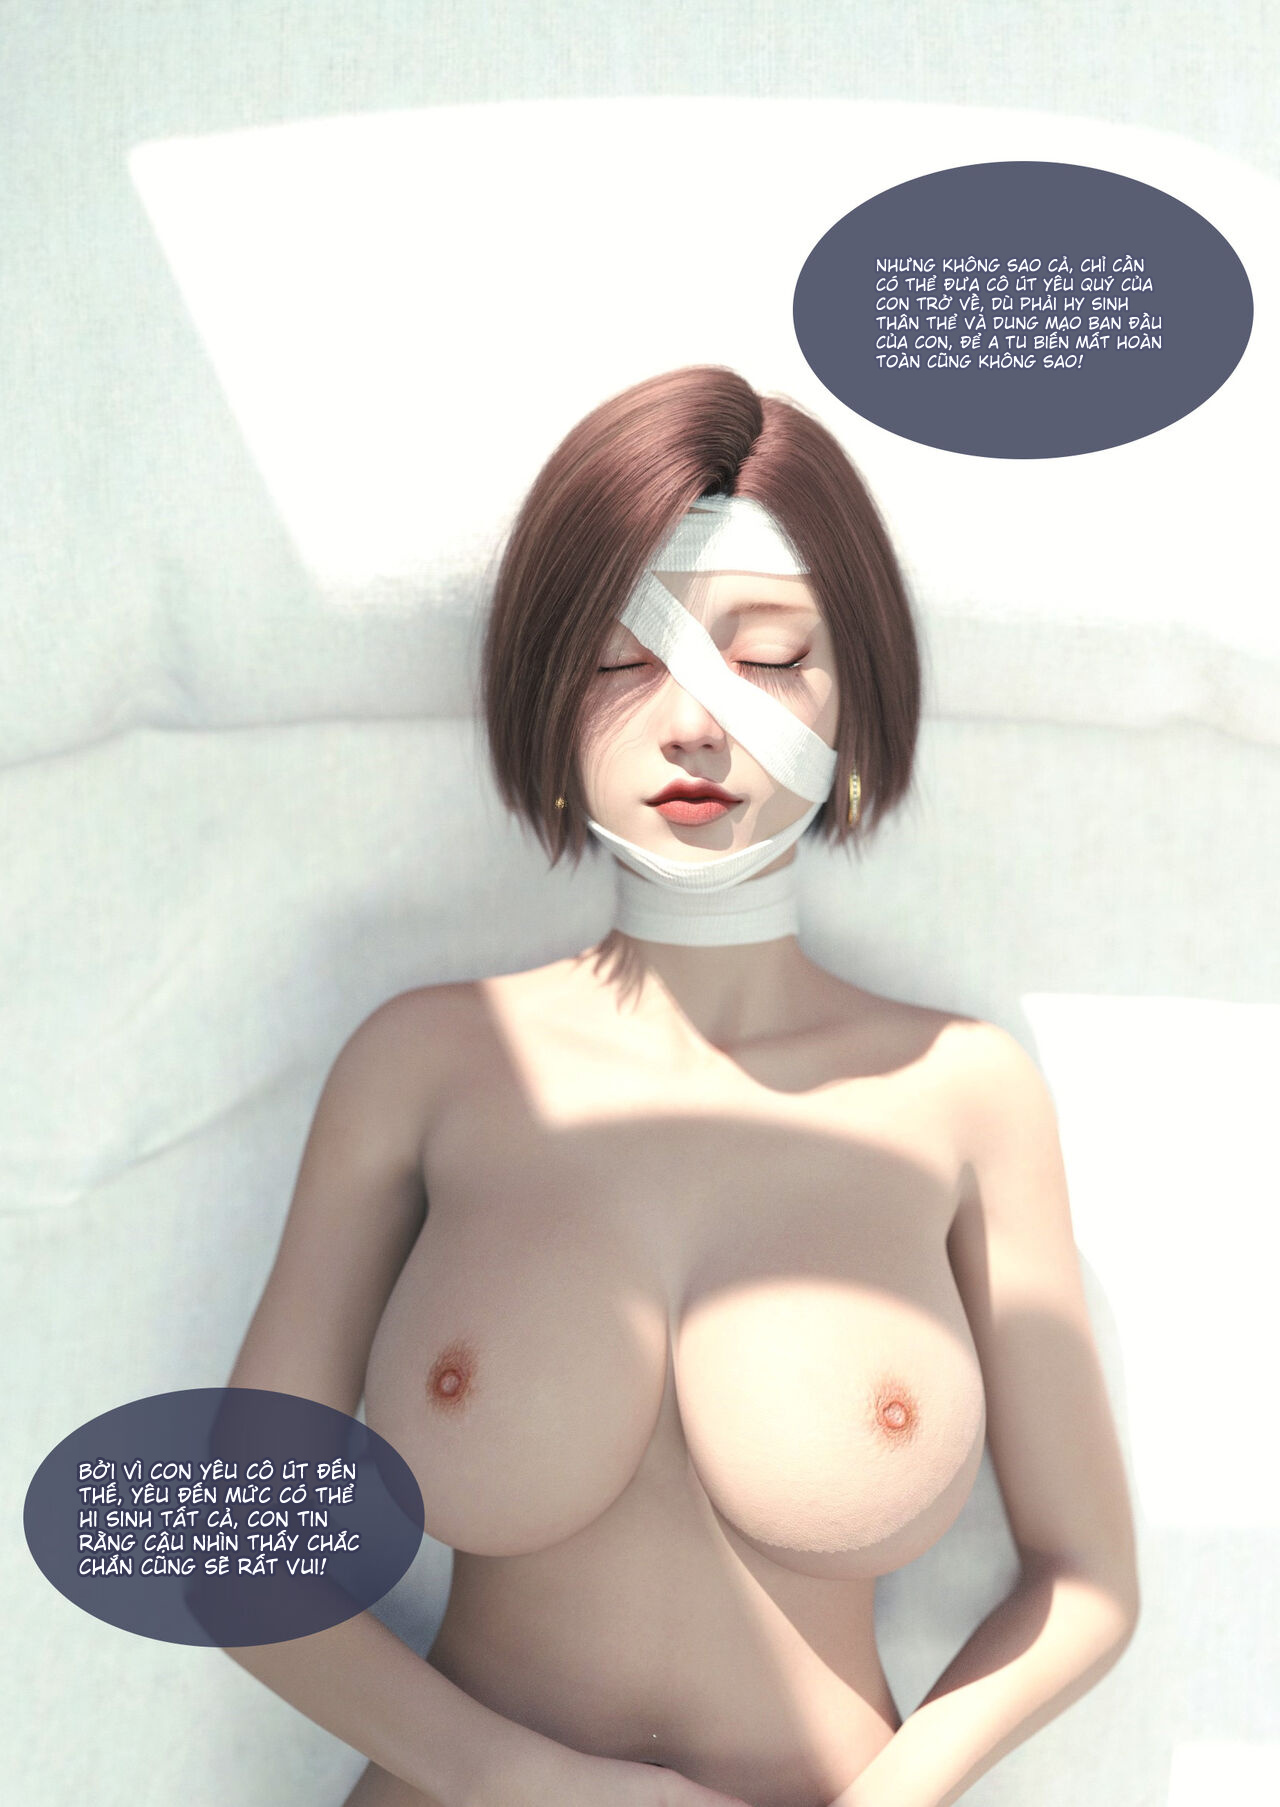 NHƯNG KHÔNG SAO CẢ, CHỈ CẦN
CÓ THỂ ĐƯA CÔ ÚT YÊU QUÝ CỦA
CON TRỞ VỀ, DÙ PHẢI HY SINH
THÂN THỂ VÀ DUNG MẠO BAN ĐẦU
CỦA CON, ĐỂ A TU BIẾN MẤT HOÀN
TOÀN CŨNG KHÔNG SAO!
BỞI VÌ CON YÊU CÔ ÚT ĐẾN
THẾ, YÊU ĐẾN MỨC CÓ THỂ
HI SINH TẤT CẢ, CON TIN
RẰNG CẬU NHÌN THẤY CHẮC
CHẮN CŨNG SẼ RẤT VUI!